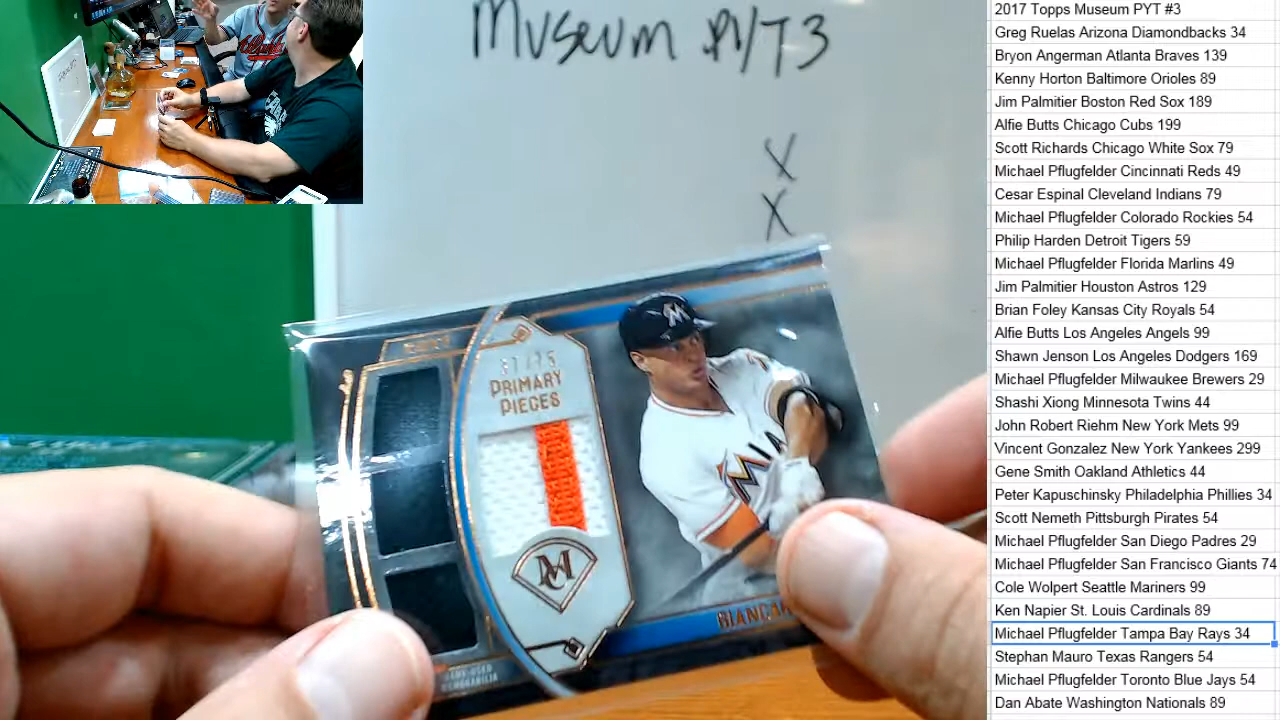 Museum PYT3
X
X
PRIMARY
PIECES
M
2017 Topps Museum PYT #3
Greg Ruelas Arizona Diamondbacks 34
Bryon Angerman Atlanta Braves 139
Kenny Horton Baltimore Orioles 89
Jim Palmitier Boston Red Sox 189
Alfie Butts Chicago Cubs 199
Scott Richards Chicago White Sox 79
Michael Pflugfelder Cincinnati Reds 49
Cesar Espinal Cleveland Indians 79
Michael Pflugfelder Colorado Rockies 54
Philip Harden Detroit Tigers 59
Michael Pflugfelder Florida Marlins 49
Jim Palmitier Houston Astros 129
Brian Foley Kansas City Royals 54
Alfie Butts Los Angeles Angels 99
Shawn Jenson Los Angeles Dodgers 169
Michael Pflugfelder Milwaukee Brewers 29
Shashi Xiong Minnesota Twins 44
John Robert Riehm New York Mets 99
Vincent Gonzalez New York Yankees 299
Gene Smith Oakland Athletics 44
Peter Kapuschinsky Philadelphia Phillies 34
Scott Nemeth Pittsburgh Pirates 54
Michael Pflugfelder San Diego Padres 29
Michael Pflugfelder San Francisco Giants 74
Cole Wolpert Seattle Mariners 99
Ken Napier St. Louis Cardinals 89
Michael Pflugfelder Tampa Bay Rays 34
Stephan Mauro Texas Rangers 54
Michael Pflugfelder Toronto Blue Jays 54
Dan Abate Washington Nationals 89